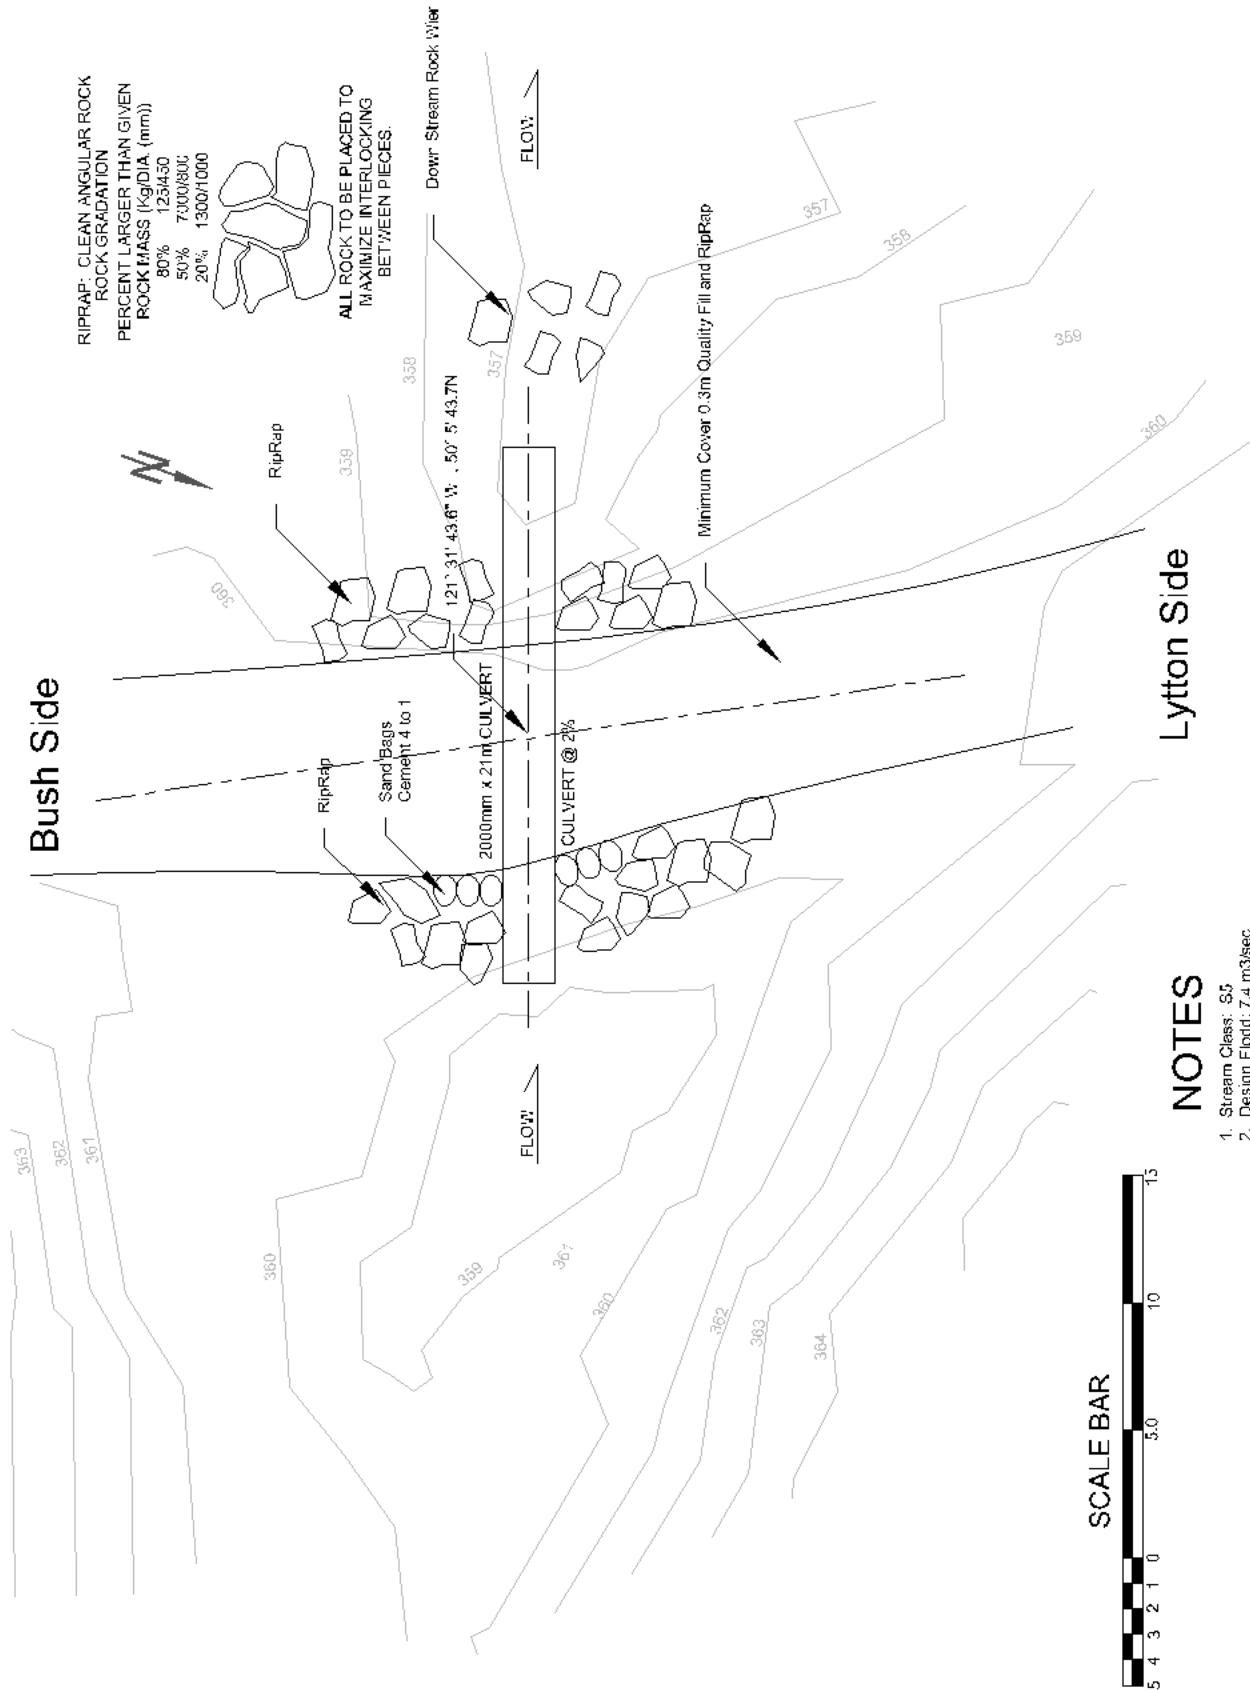 Bush Side
RIPRAP: CLEAN ANGULAR ROCK
ROCK GRADATION
PERCENT LARGER THAN GIVEN
ROCK MASS (Kg/DIA. (mm))
80% 125/450
50% 7000/800
20% 1300/1000
ALL ROCK TO BE PLACED TO
MAXIMIZE INTERLOCKING
BETWEEN PIECES.
Down Stream Rock Wier
FLOW
N
RipRap
RipRap
Sand Bags
Cement 4 to 1
121° 31' 43.6" W
50° 5' 43.7N
2000mm x 21m CULVERT
CULVERT @ 2%
Minimum Cover 0.3m Quality Fill and RipRap
FLOW
Lytton Side
363
362
361
360
359
361
360
362
363
364
360
359
358
357
357
358
359
360
SCALE BAR
5 4 3 2 1 0 5.0 10 15
NOTES
1. Stream Class: S5
2. Design Flodd: 7.4 m3/sec